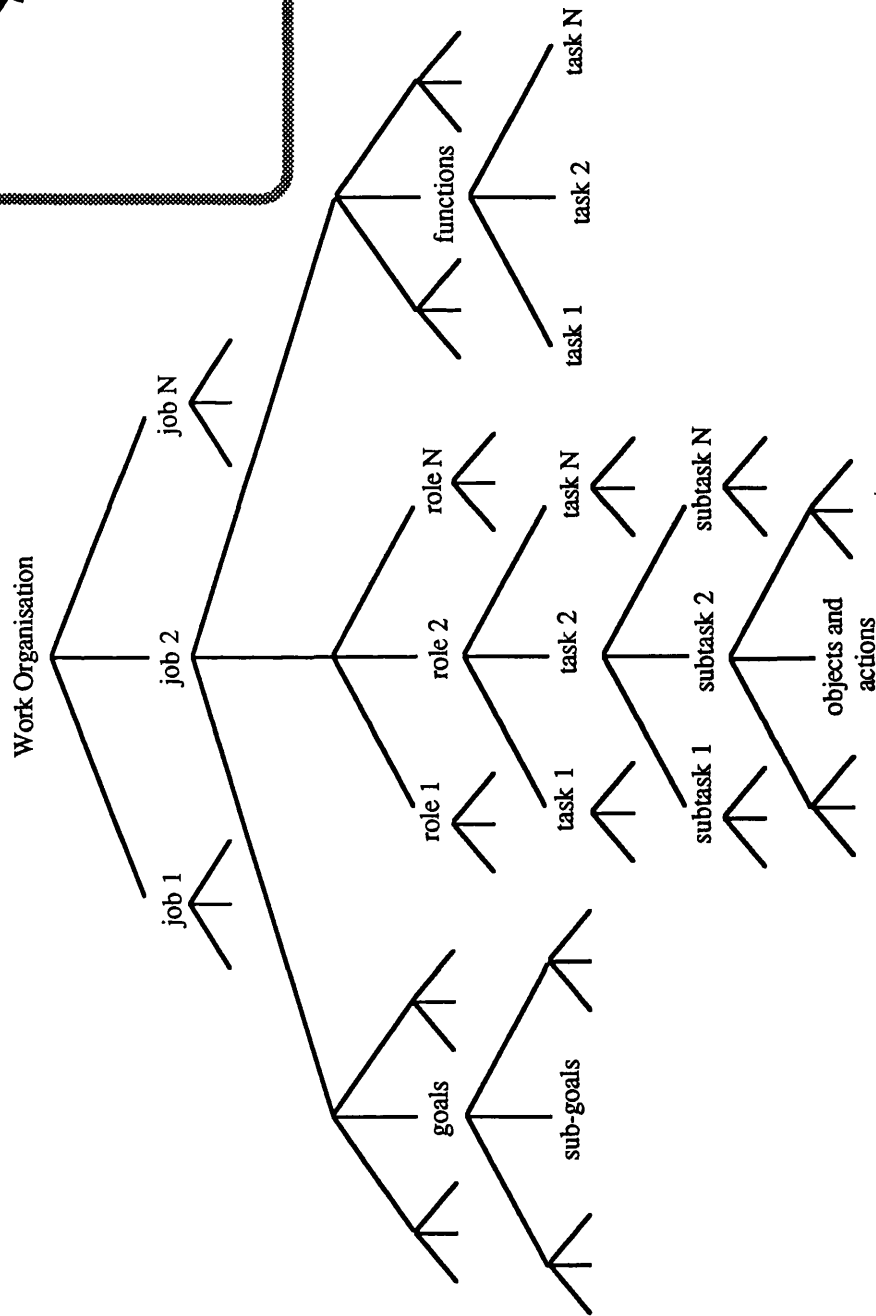 Work Organisation
job 1
job 2
job N
goals
role 1
role 2
role N
functions
sub-goals
task 1
task 2
task N
task 1
task 2
task N
subtask 1
subtask 2
subtask N
objects and
actions